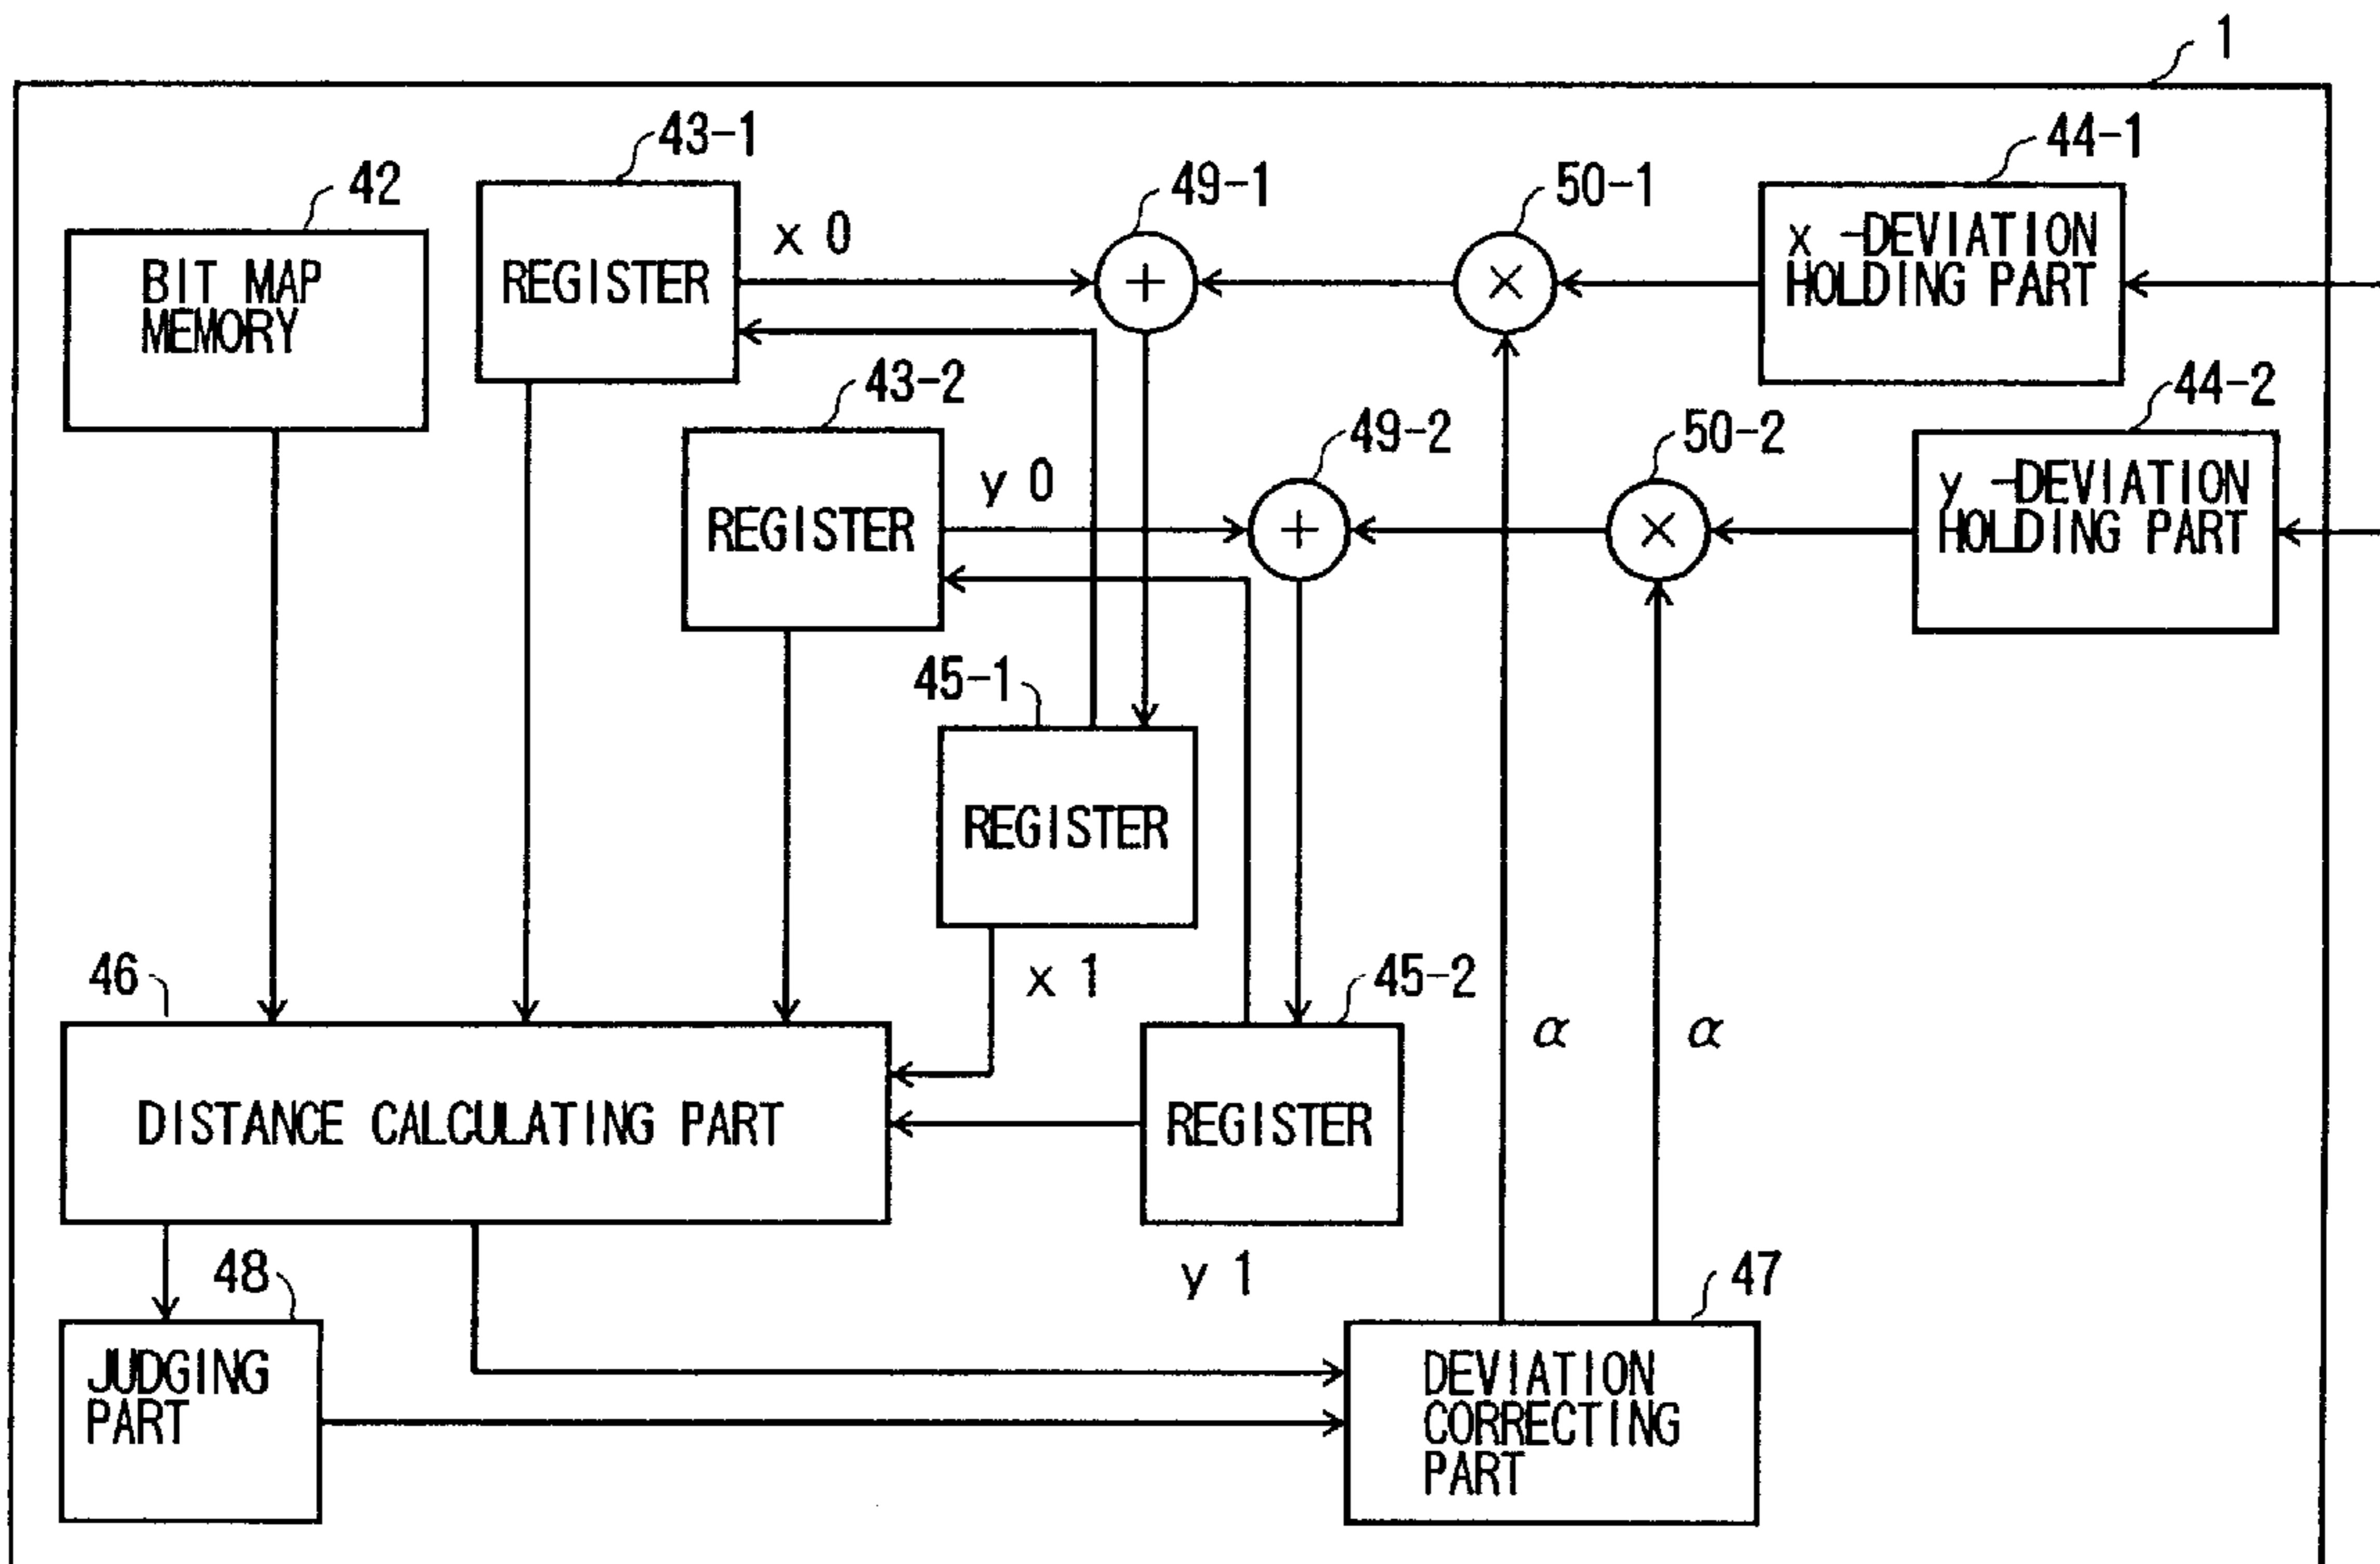 1
43-1
44-1
42
49-1
50-1
x 0
x -DEVIATION
HOLDING PART
BIT MAP
MEMORY
REGISTER
+
×
43-2
44-2
49-2
50-2
y 0
y -DEVIATION
HOLDING PART
REGISTER
+
×
45-1
REGISTER
46
x 1
45-2
α
α
DISTANCE CALCULATING PART
REGISTER
48
y 1
47
JUDGING
PART
DEVIATION
CORRECTING
PART